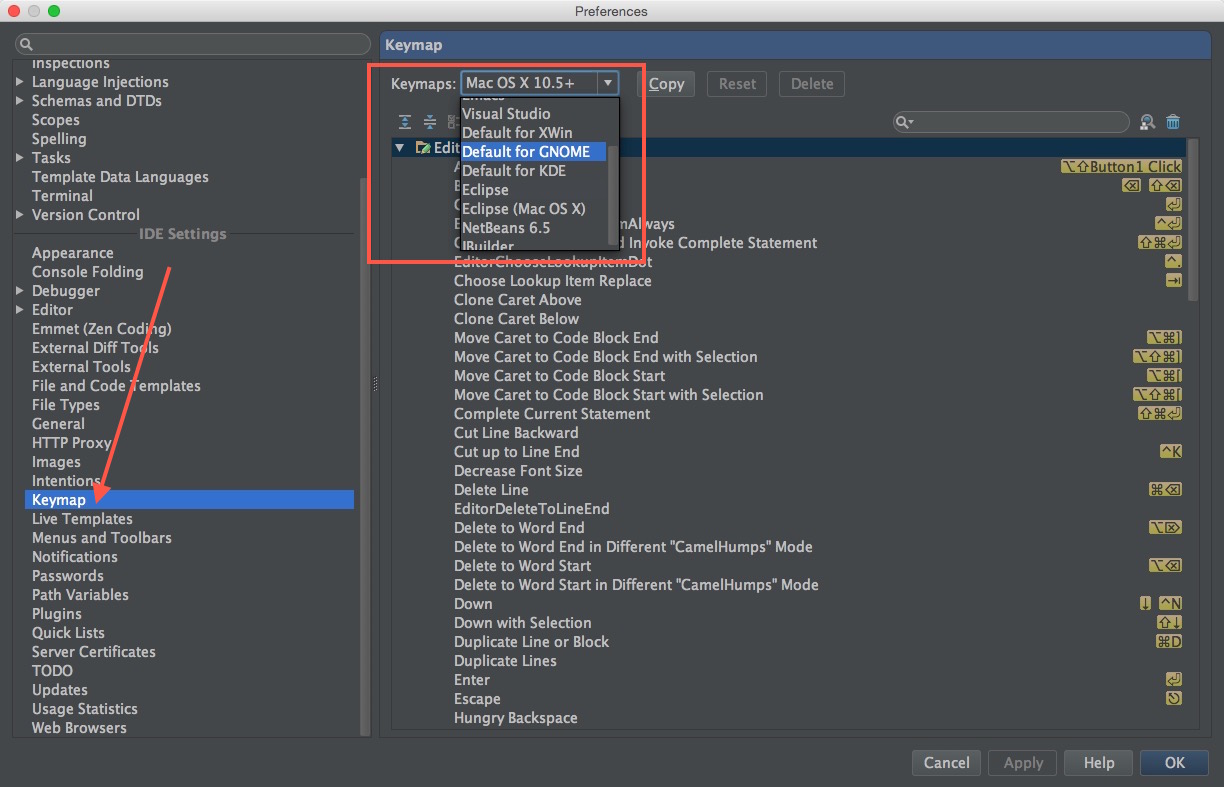 Preferences
Inspections
Language Injections
Schemas and DTDs
Scopes
Spelling
Tasks
Template Data Languages
Terminal
Version Control
IDE Settings
Appearance
Console Folding
Debugger
Editor
Emmet (Zen Coding)
External Diff Tools
External Tools
File and Code Templates
File Types
General
HTTP Proxy
Images
Intentions
Keymap
Live Templates
Menus and Toolbars
Notifications
Passwords
Path Variables
Plugins
Quick Lists
Server Certificates
TODO
Updates
Usage Statistics
Web Browsers
Keymap
Keymaps: Mac OS X 10.5+ Copy Reset Delete
Emacs
Visual Studio
Default for XWin
Default for GNOME
Default for KDE
Eclipse
Eclipse (Mac OS X)
NetBeans 6.5
JBuilder
Edit
⌥⇧Button1 Click
⌫ ⇧⌫
⏎
mAlways ^⏎
d Invoke Complete Statement ⇧⌘⏎
EditorChooseLookupItemDot ^.
Choose Lookup Item Replace ⇥
Clone Caret Above
Clone Caret Below
Move Caret to Code Block End ⌥⌘]
Move Caret to Code Block End with Selection ⌥⇧⌘]
Move Caret to Code Block Start ⌥⌘[
Move Caret to Code Block Start with Selection ⌥⇧⌘[
Complete Current Statement ⇧⌘⏎
Cut Line Backward
Cut up to Line End ^K
Decrease Font Size
Delete Line ⌘⌫
EditorDeleteToLineEnd
Delete to Word End ⌥⌦
Delete to Word End in Different "CamelHumps" Mode
Delete to Word Start ⌥⌫
Delete to Word Start in Different "CamelHumps" Mode
Down ↓ ^N
Down with Selection ⇧↓
Duplicate Line or Block ⌘D
Duplicate Lines
Enter ⏎
Escape ⎋
Hungry Backspace
Cancel Apply Help OK